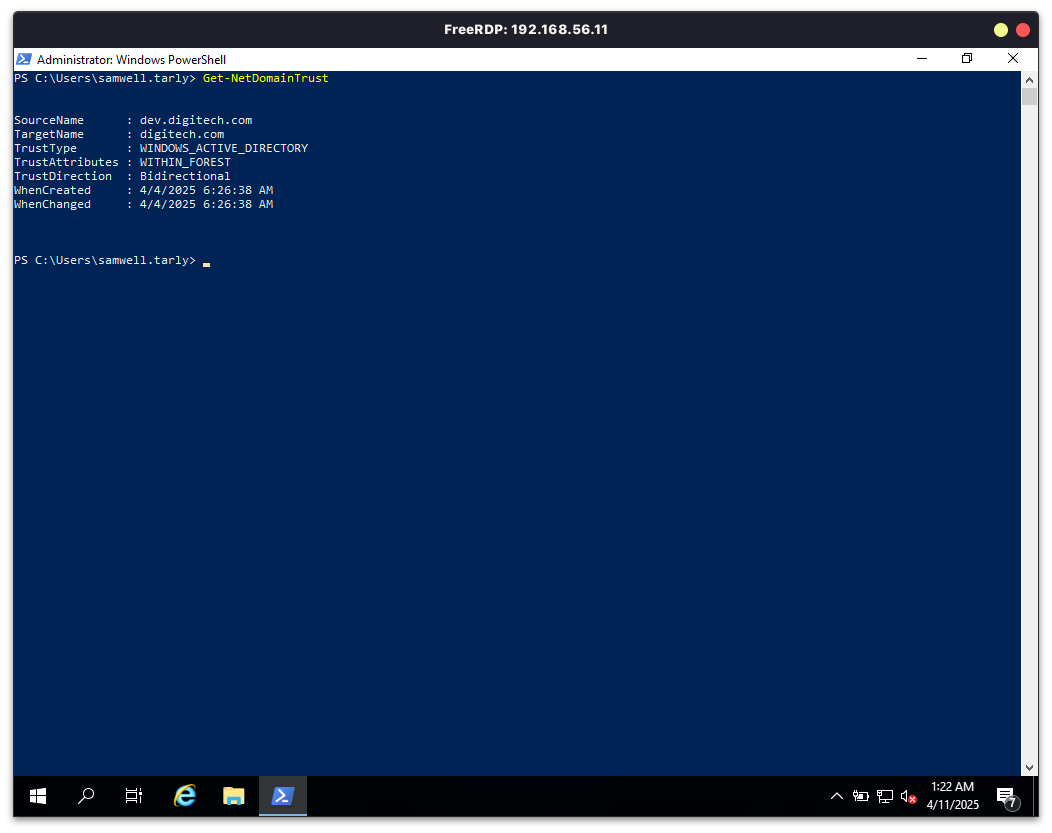 FreeRDP: 192.168.56.11
Administrator: Windows PowerShell
PS C:\Users\samwell.tarly> Get-NetDomainTrust
SourceName      : dev.digitech.com
TargetName      : digitech.com
TrustType       : WINDOWS_ACTIVE_DIRECTORY
TrustAttributes : WITHIN_FOREST
TrustDirection  : Bidirectional
WhenCreated     : 4/4/2025 6:26:38 AM
WhenChanged     : 4/4/2025 6:26:38 AM
PS C:\Users\samwell.tarly>
1:22 AM
4/11/2025
7